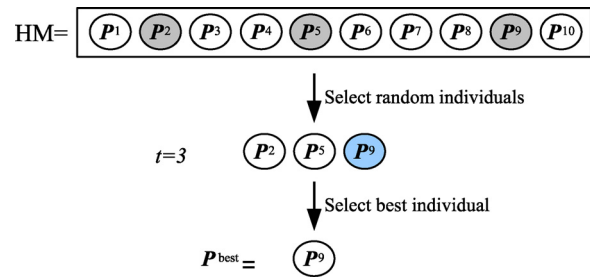 HM= P1 P2 P3 P4 P5 P6 P7 P8 P9 P10
Select random individuals
t=3 P2 P5 P9
Select best individual
Pbest= P9